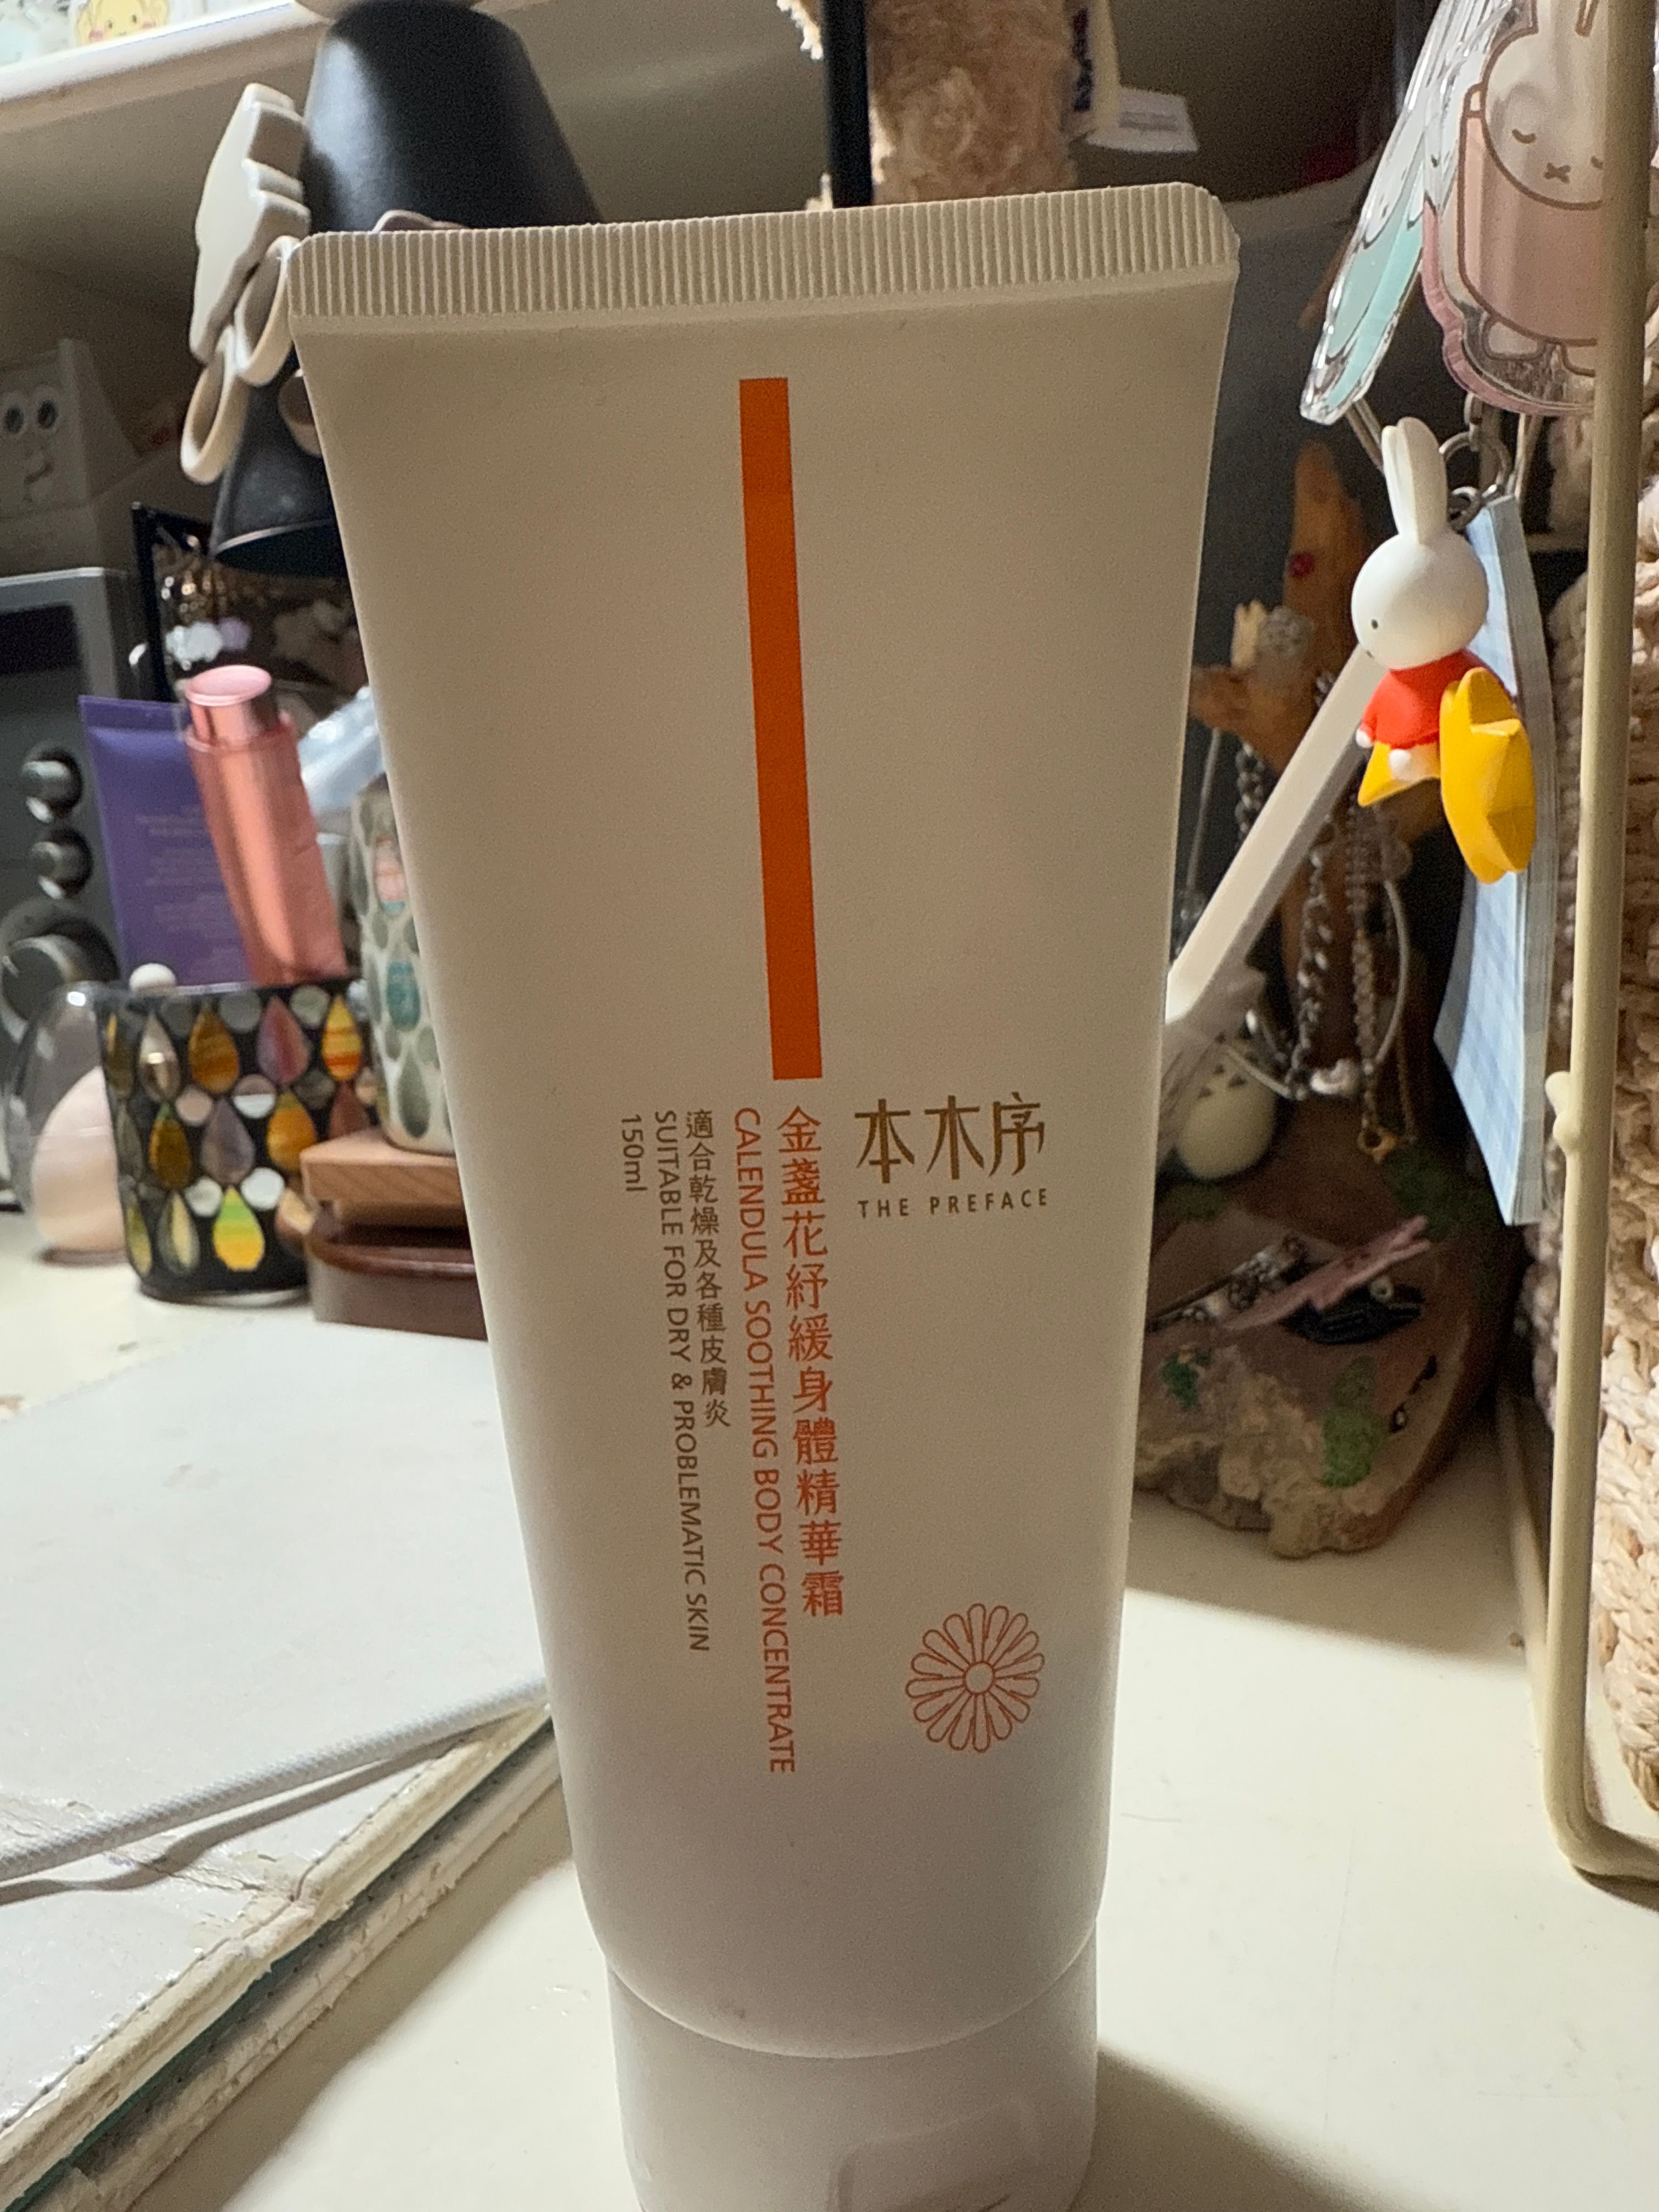 本木序
THE PREFACE
金盞花紓緩身體精華霜
CALENDULA SOOTHING BODY CONCENTRATE
適合乾燥及各種皮膚炎
SUITABLE FOR DRY & PROBLEMATIC SKIN
150ml